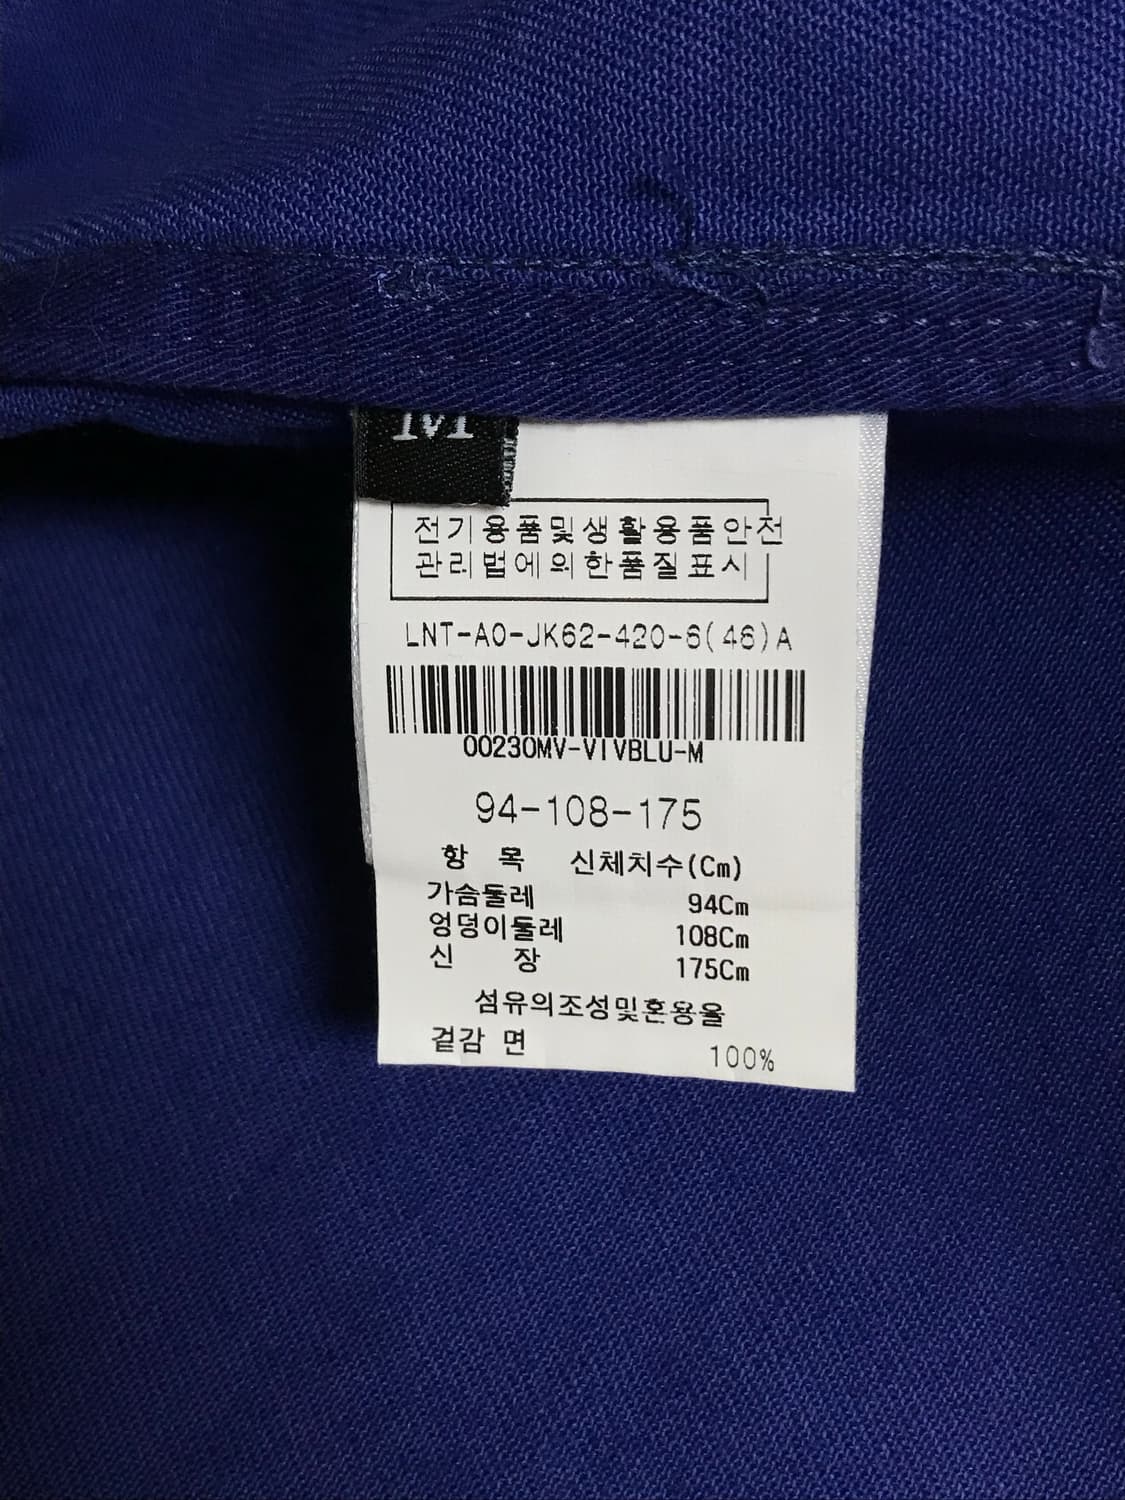 M
전기용품및생활용품안전
관리법에의한품질표시
LNT-A0-JK62-420-6(46)A
00230MV-VIVBLU-M
94-108-175
항 목 신체치수(Cm)
가슴둘레 94Cm
엉덩이둘레 108Cm
신 장 175Cm
섬유의조성및혼용율
겉감 면 100%